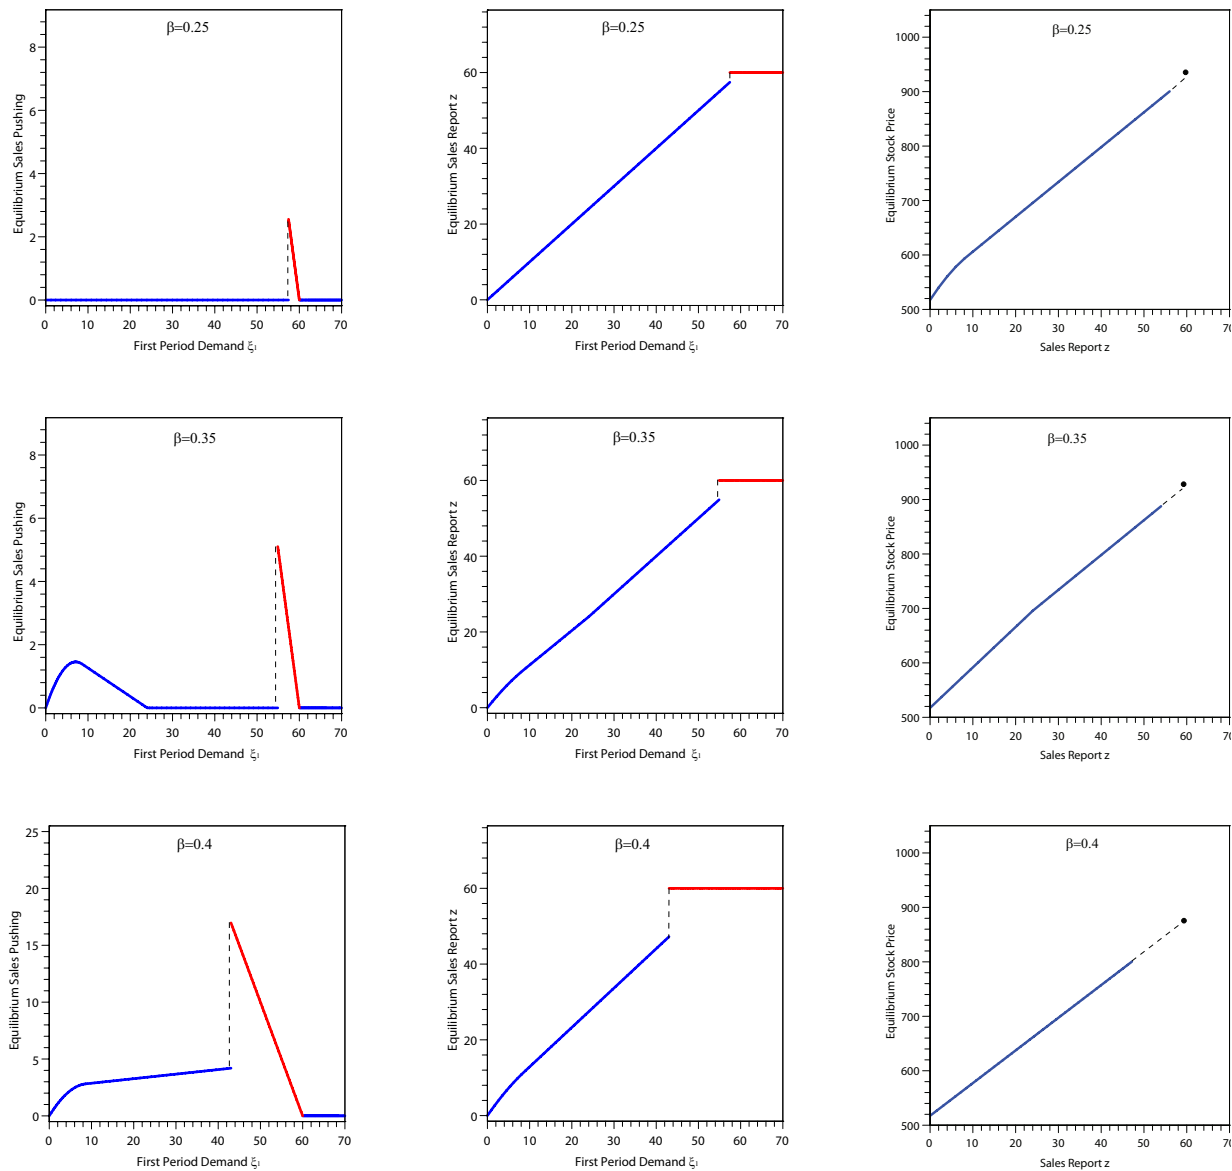 β=0.25
Equilibrium Sales Pushing
8
6
4
2
0
0 10 20 30 40 50 60 70
First Period Demand ξ₁
β=0.25
Equilibrium Sales Report z
60
40
20
0
0 10 20 30 40 50 60 70
First Period Demand ξ₁
β=0.25
Equilibrium Stock Price
1000
900
800
700
600
500
0 10 20 30 40 50 60 70
Sales Report z
β=0.35
Equilibrium Sales Pushing
8
6
4
2
0
0 10 20 30 40 50 60 70
First Period Demand ξ₁
β=0.35
Equilibrium Sales Report z
60
40
20
0
0 10 20 30 40 50 60 70
First Period Demand ξ₁
β=0.35
Equilibrium Stock Price
1000
900
800
700
600
500
0 10 20 30 40 50 60 70
Sales Report z
β=0.4
Equilibrium Sales Pushing
25
20
15
10
5
0
0 10 20 30 40 50 60 70
First Period Demand ξ₁
β=0.4
Equilibrium Sales Report z
60
40
20
0
0 10 20 30 40 50 60 70
First Period Demand ξ₁
β=0.4
Equilibrium Stock Price
1000
900
800
700
600
500
0 10 20 30 40 50 60 70
Sales Report z